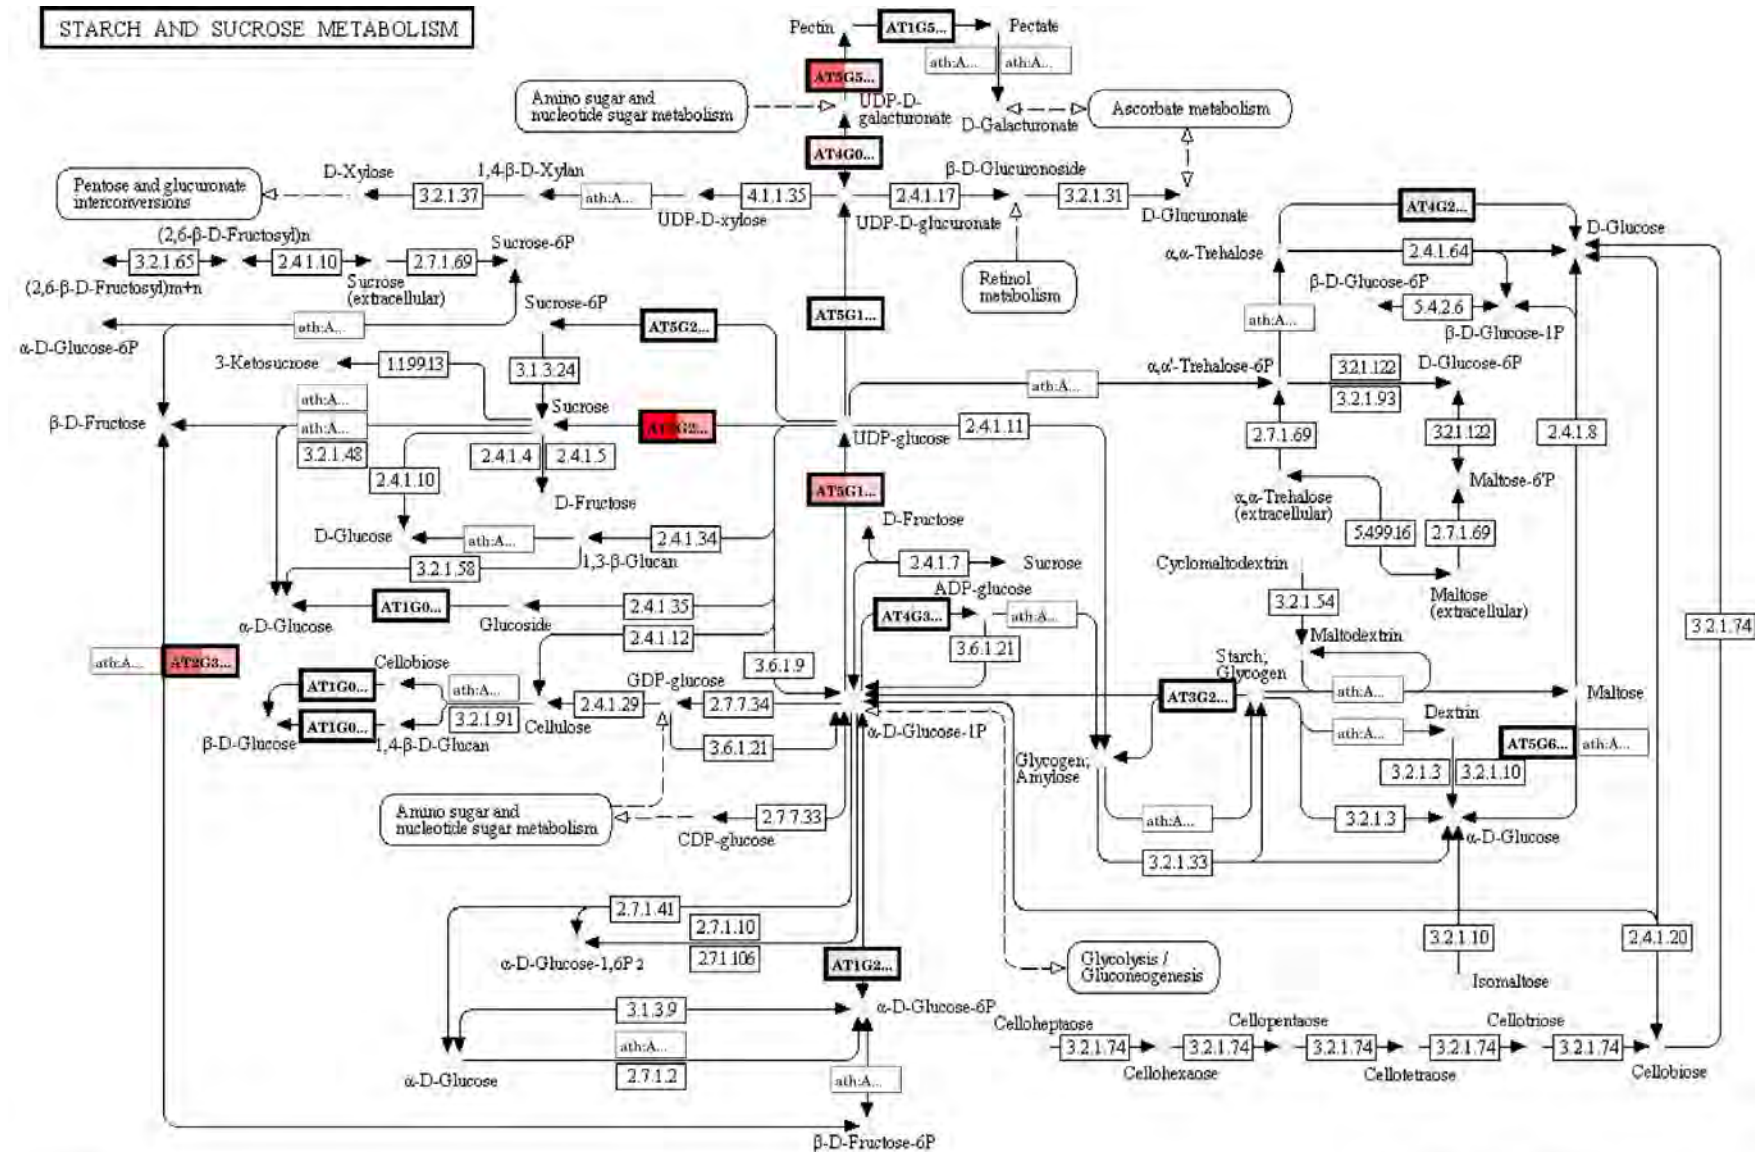 STARCH AND SUCROSE METABOLISM
Pectin
AT1G5...
Pectate
ath:A...
ath:A...
AT5G5...
Amino sugar and
nucleotide sugar metabolism
UDP-D-
galacturonate
D-Galacturonate
Ascorbate metabolism
AT4G0...
Pentose and glucuronate
interconversions
D-Xylose
3.2.1.37
1,4-β-D-Xylan
ath:A...
UDP-D-xylose
4.1.1.35
2.4.1.17
UDP-D-glucuronate
β-D-Glucuronoside
3.2.1.31
D-Glucuronate
AT4G2...
D-Glucose
(2,6-β-D-Fructosyl)n
3.2.1.65
2.4.1.10
2.7.1.69
Sucrose-6P
(2,6-β-D-Fructosyl)m+n
Sucrose
(extracellular)
Retinol
metabolism
α,α-Trehalose
2.4.1.64
β-D-Glucose-6P
5.4.2.6
β-D-Glucose-1P
ath:A...
Sucrose-6P
ath:A...
AT5G2...
AT5G1...
α-D-Glucose-6P
3-Ketosucrose
1.1.99.13
3.1.3.24
α,α'-Trehalose-6P
3.2.1.122
3.2.1.93
D-Glucose-6P
ath:A...
ath:A...
ath:A...
3.2.1.48
β-D-Fructose
Sucrose
UDP-glucose
2.4.1.11
2.7.1.69
3.2.1.122
2.4.1.8
2.4.1.10
2.4.1.4
2.4.1.5
D-Fructose
AT5G1...
Maltose-6'P
α,α-Trehalose
(extracellular)
5.4.99.16
2.7.1.69
D-Glucose
ath:A...
2.4.1.34
1,3-β-Glucan
3.2.1.58
D-Fructose
2.4.1.7
Sucrose
Cyclomaltodextrin
3.2.1.54
Maltose
(extracellular)
α-D-Glucose
AT1G0...
Glucoside
2.4.1.35
2.4.1.12
ADP-glucose
AT4G3...
ath:A...
3.6.1.21
Maltodextrin
3.2.1.74
ath:A...
AT2G3...
Cellobiose
AT1G0...
ath:A...
3.2.1.91
AT1G0...
β-D-Glucose
1,4-β-D-Glucan
Cellulose
2.4.1.29
GDP-glucose
2.7.7.34
3.6.1.9
3.6.1.21
α-D-Glucose-1P
Starch;
Glycogen
AT3G2...
ath:A...
Maltose
Dextrin
ath:A...
AT5G6...
ath:A...
Glycogen;
Amylose
3.2.1.3
3.2.1.10
Amino sugar and
nucleotide sugar metabolism
2.7.7.33
CDP-glucose
ath:A...
3.2.1.3
α-D-Glucose
3.2.1.33
2.7.1.41
2.7.1.10
2.7.1.106
α-D-Glucose-1,6P2
AT1G2...
Glycolysis /
Gluconeogenesis
3.2.1.10
2.4.1.20
Isomaltose
3.1.3.9
α-D-Glucose-6P
ath:A...
2.7.1.2
α-D-Glucose
ath:A...
β-D-Fructose-6P
Celloheptaose
3.2.1.74
Cellohexaose
3.2.1.74
Cellopentaose
3.2.1.74
Cellotetraose
3.2.1.74
Cellotriose
3.2.1.74
Cellobiose